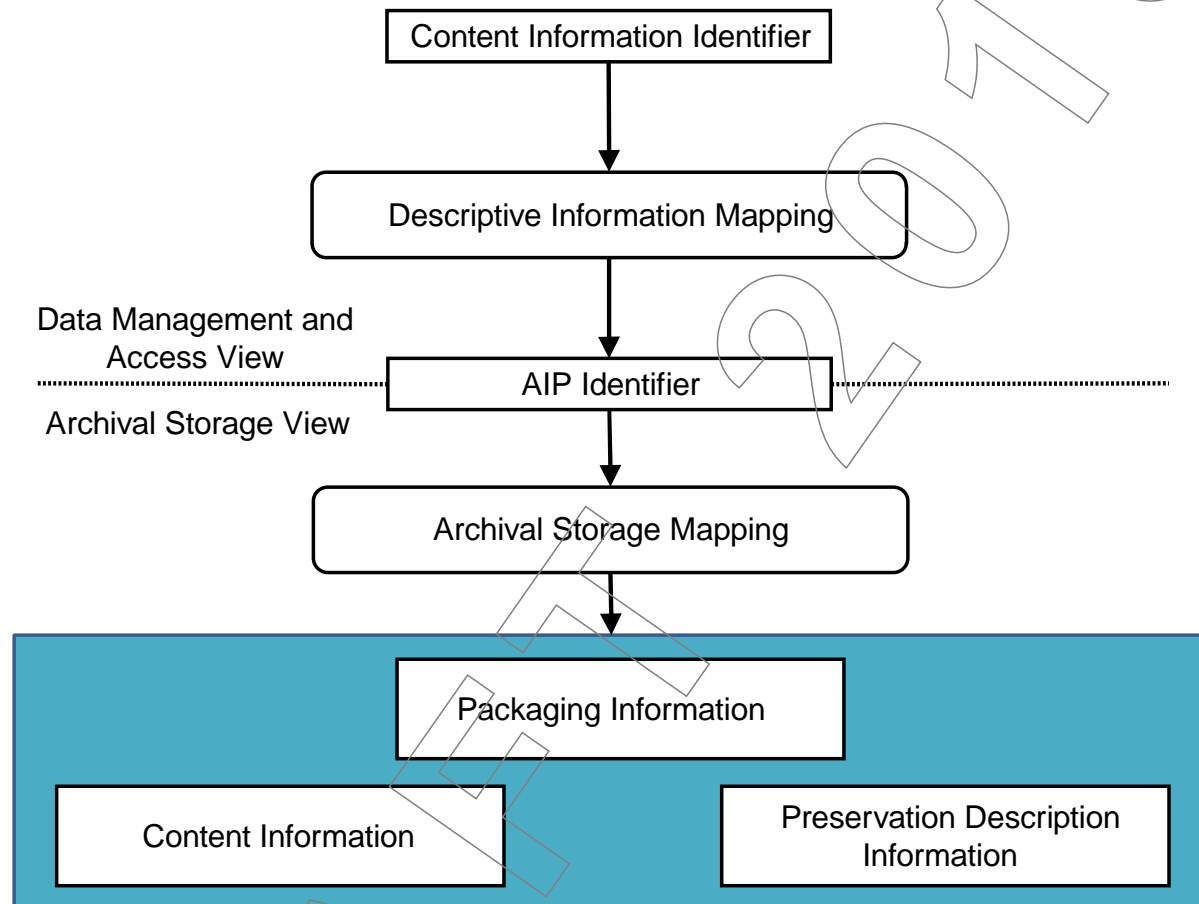 Content Information Identifier
Descriptive Information Mapping
Data Management and
Access View
AIP Identifier
Archival Storage View
Archival Storage Mapping
Packaging Information
Content Information
Preservation Description
Information